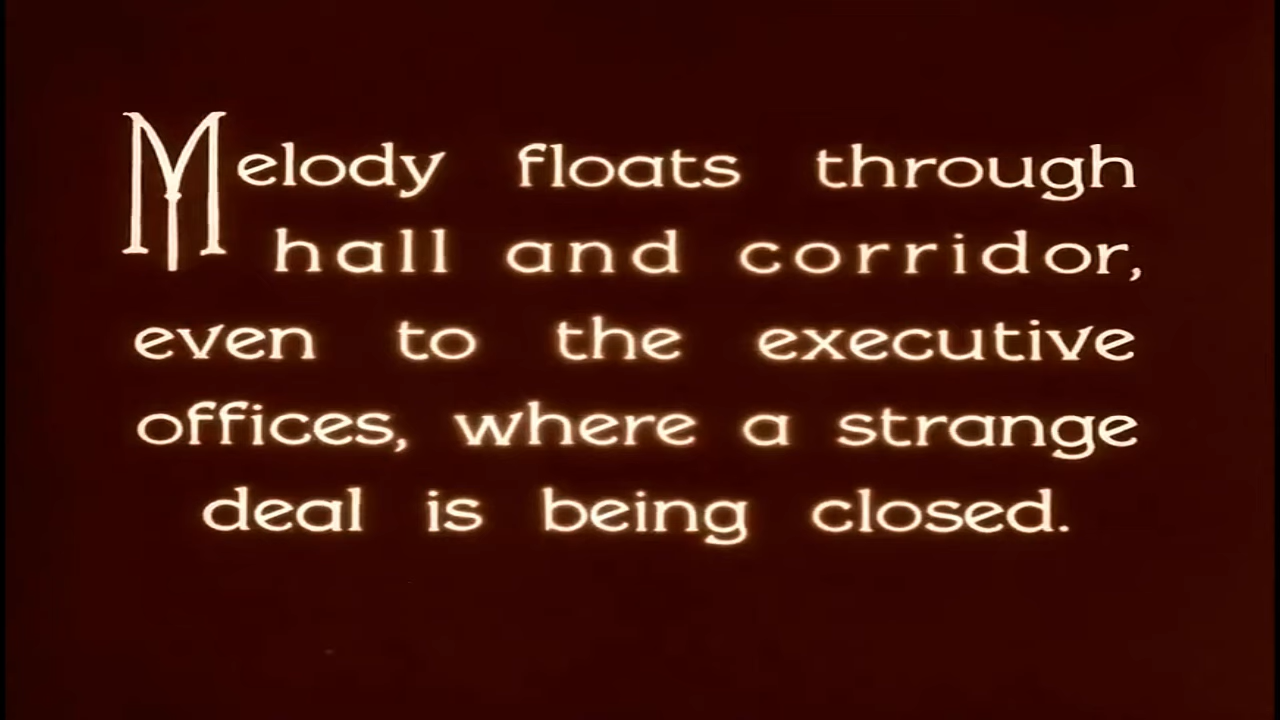 Melody floats through
hall and corridor,
even to the executive
offices, where a strange
deal is being closed.